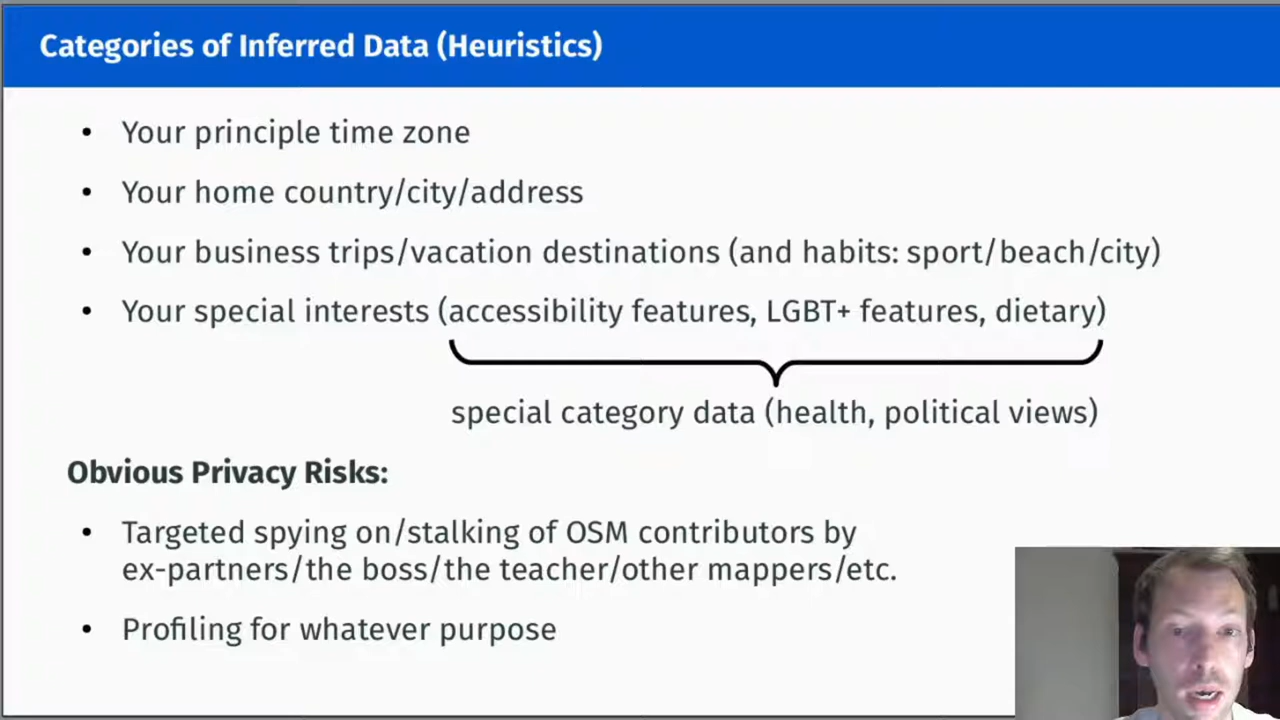 Categories of Inferred Data (Heuristics)
• Your principle time zone
• Your home country/city/address
• Your business trips/vacation destinations (and habits: sport/beach/city)
• Your special interests (accessibility features, LGBT+ features, dietary)
special category data (health, political views)
Obvious Privacy Risks:
• Targeted spying on/stalking of OSM contributors by
ex-partners/the boss/the teacher/other mappers/etc.
• Profiling for whatever purpose